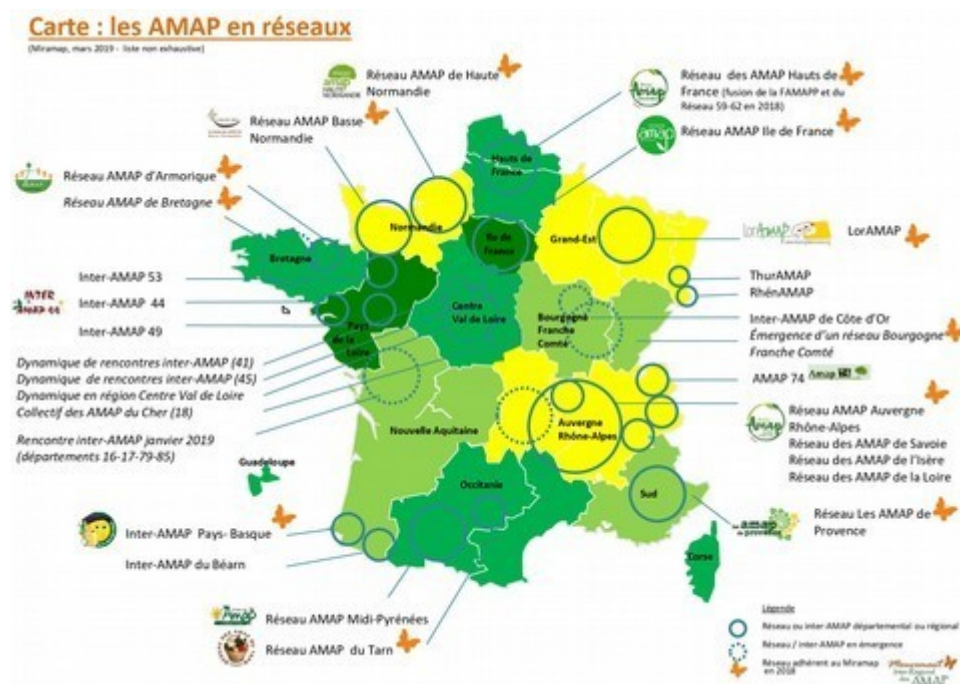 Carte : les AMAP en réseaux
(Miramap, mars 2019 - liste non exhaustive)
Réseau AMAP de Haute
Normandie
Réseau AMAP Basse
Normandie
Réseau des AMAP Hauts de
France (fusion de la FAMAPP et du
Réseau 59-62 en 2018)
Réseau AMAP Ile de France
Réseau AMAP d'Armorique
Réseau AMAP de Bretagne
Inter-AMAP 53
INTER
AMAP 44
Inter-AMAP 44
Inter-AMAP 49
Dynamique de rencontres inter-AMAP (41)
Dynamique de rencontres inter-AMAP (45)
Dynamique en région Centre Val de Loire
Collectif des AMAP du Cher (18)
Rencontre inter-AMAP janvier 2019
(départements 16-17-79-85)
Guadeloupe
Inter-AMAP Pays- Basque
Inter-AMAP du Béarn
Réseau AMAP Midi-Pyrénées
Réseau AMAP du Tarn
Hauts de
France
Normandie
Ile de
France
Grand-Est
Bretagne
Pays
de la
Loire
Centre
Val de Loire
Bourgogne
Franche
Comté
Nouvelle Aquitaine
Auvergne
Rhône-Alpes
Occitanie
Sud
Corse
LorAMAP
LorAMAP
ThurAMAP
RhénAMAP
Inter-AMAP de Côte d'Or
Émergence d'un réseau Bourgogne
Franche Comté
AMAP 74
Réseau AMAP Auvergne
Rhône-Alpes
Réseau des AMAP de Savoie
Réseau des AMAP de l'Isère
Réseau des AMAP de la Loire
Réseau Les AMAP de
Provence
Légende
Réseau ou inter-AMAP départemental ou régional
Réseau / inter-AMAP en émergence
Réseau adhérent au Miramap
en 2018
Mouvement
Inter-Régional
des AMAP